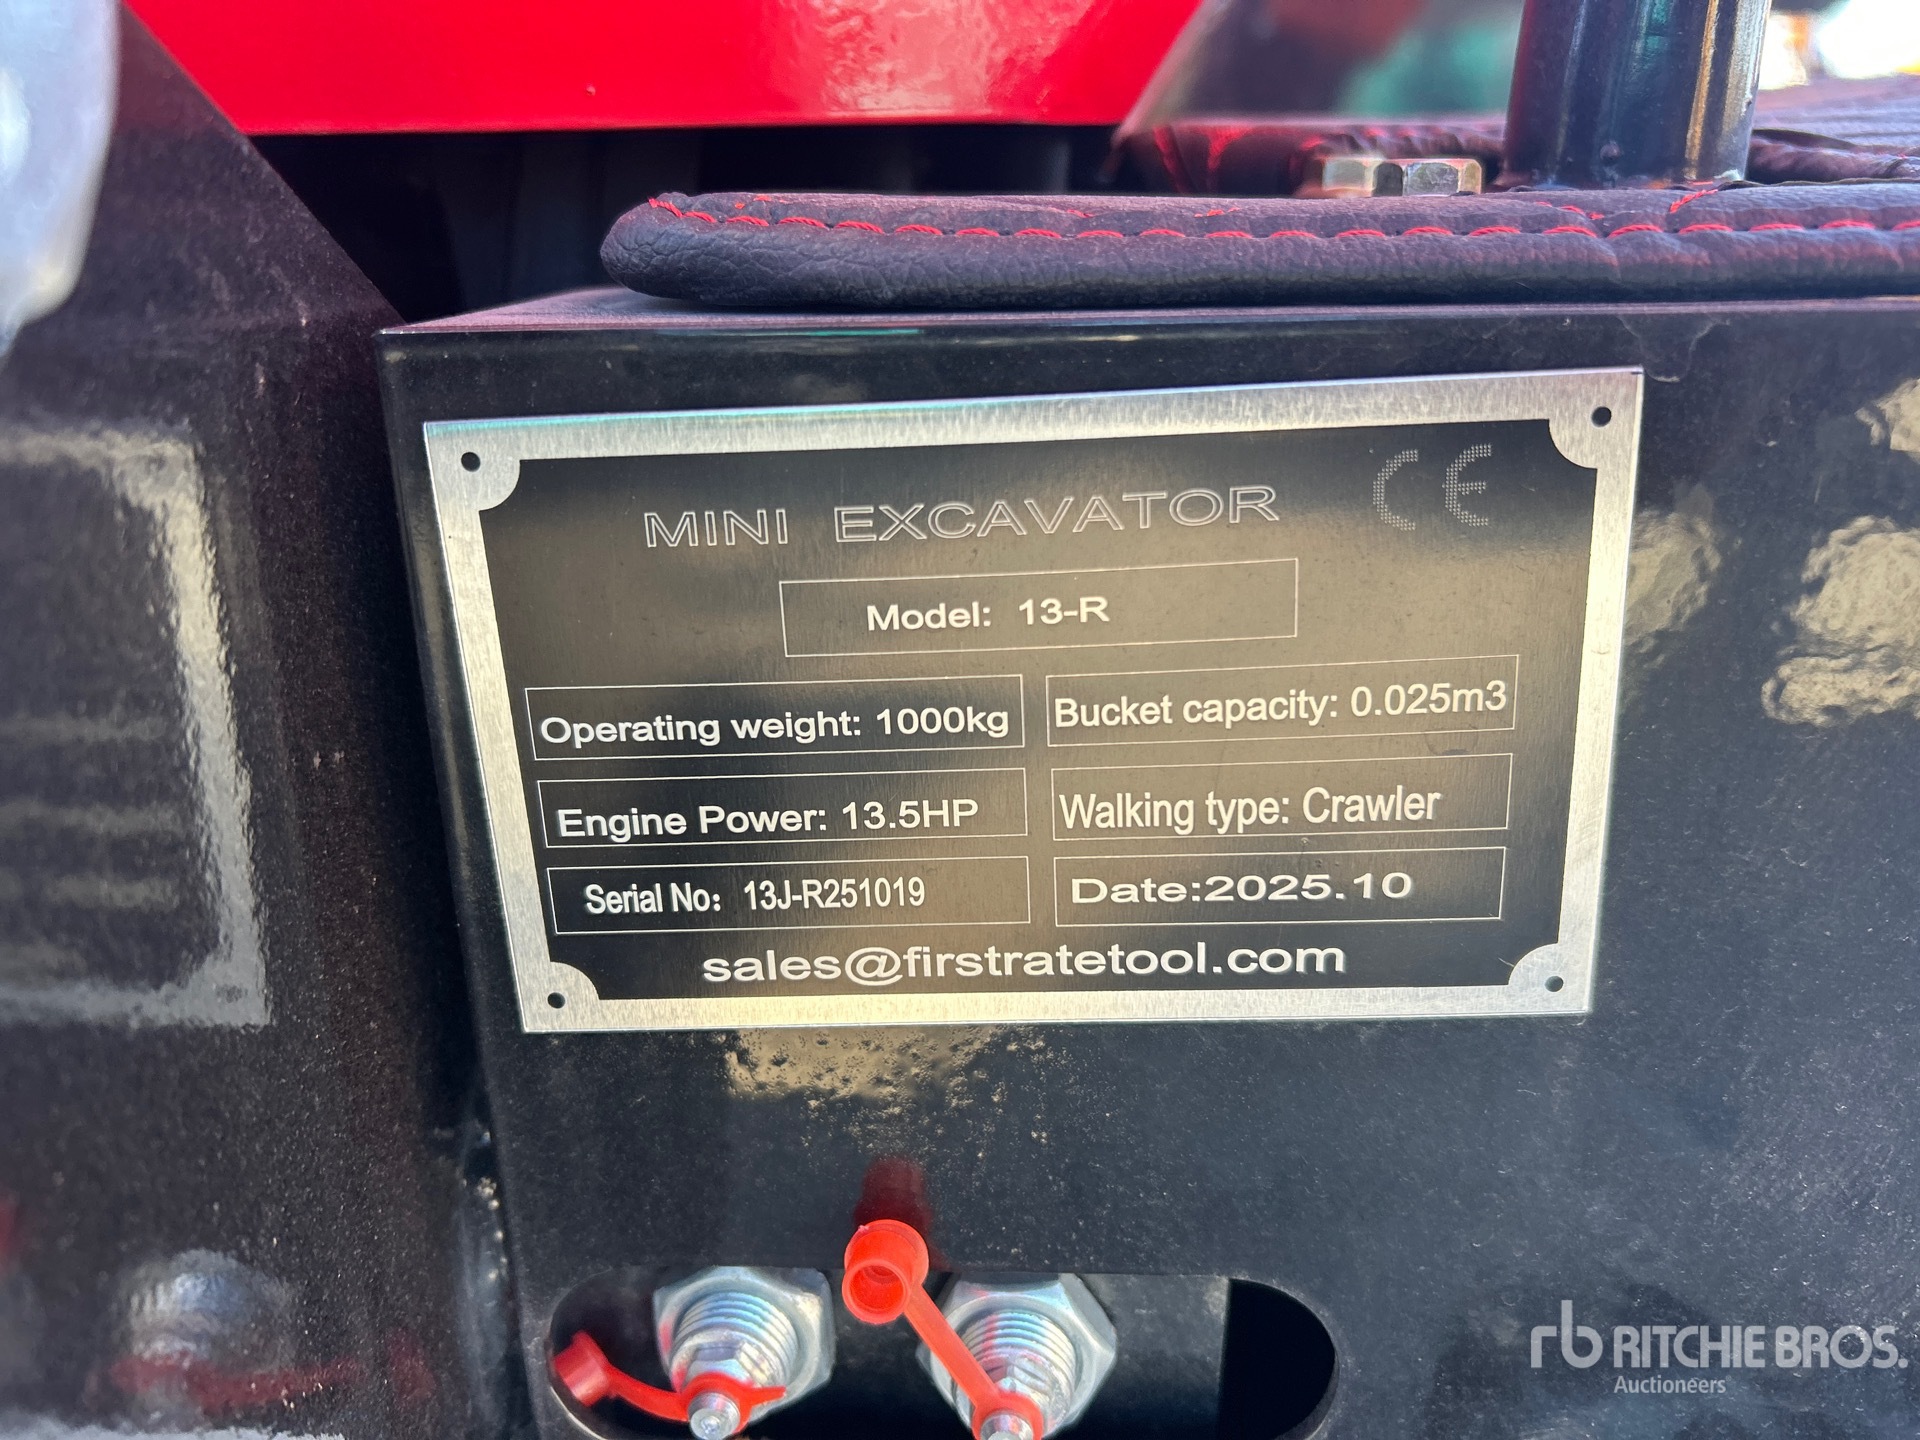 MINI EXCAVATOR CE
Model: 13-R
Operating weight: 1000kg
Bucket capacity: 0.025m3
Engine Power: 13.5HP
Walking type: Crawler
Serial No: 13J-R251019
Date:2025.10
sales@firstratetool.com
rb RITCHIE BROS.
Auctioneers